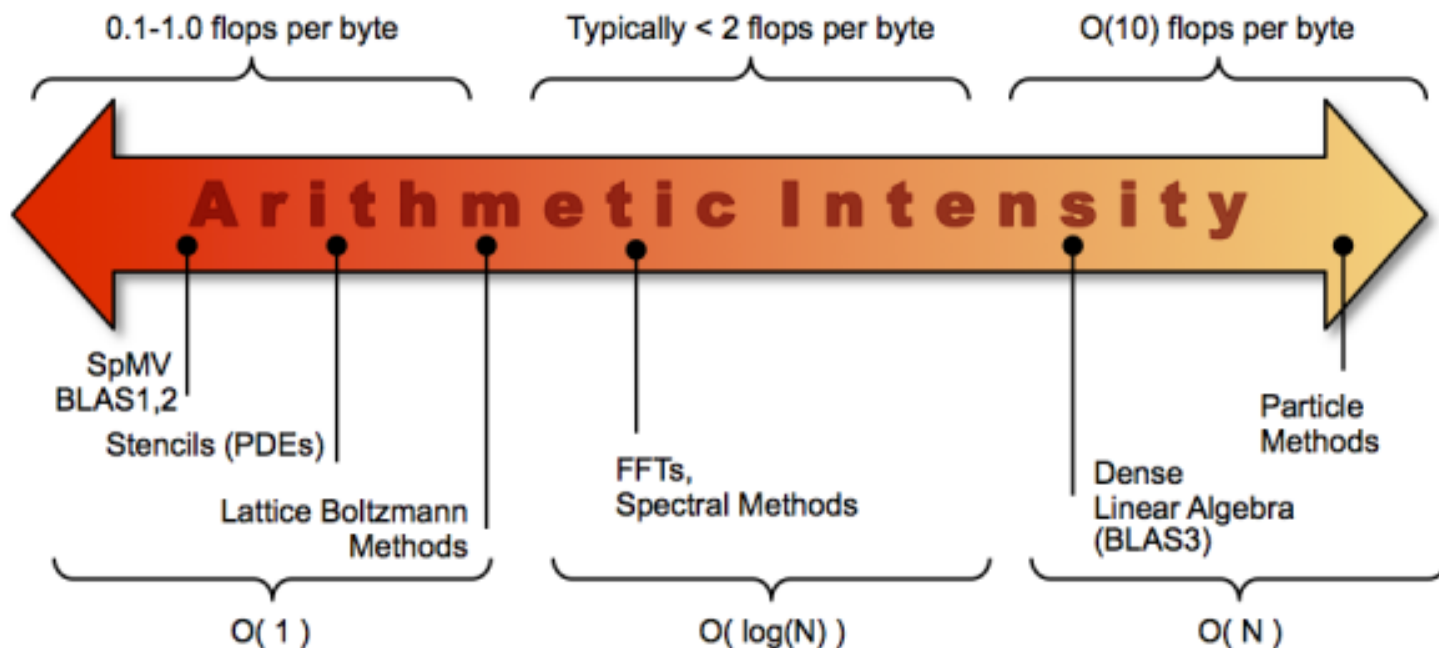 0.1-1.0 flops per byte
Typically < 2 flops per byte
O(10) flops per byte
Arithmetic Intensity
SpMV
BLAS1,2
Stencils (PDEs)
Lattice Boltzmann
Methods
FFTs,
Spectral Methods
Dense
Linear Algebra
(BLAS3)
Particle
Methods
O( 1 )
O( log(N) )
O( N )